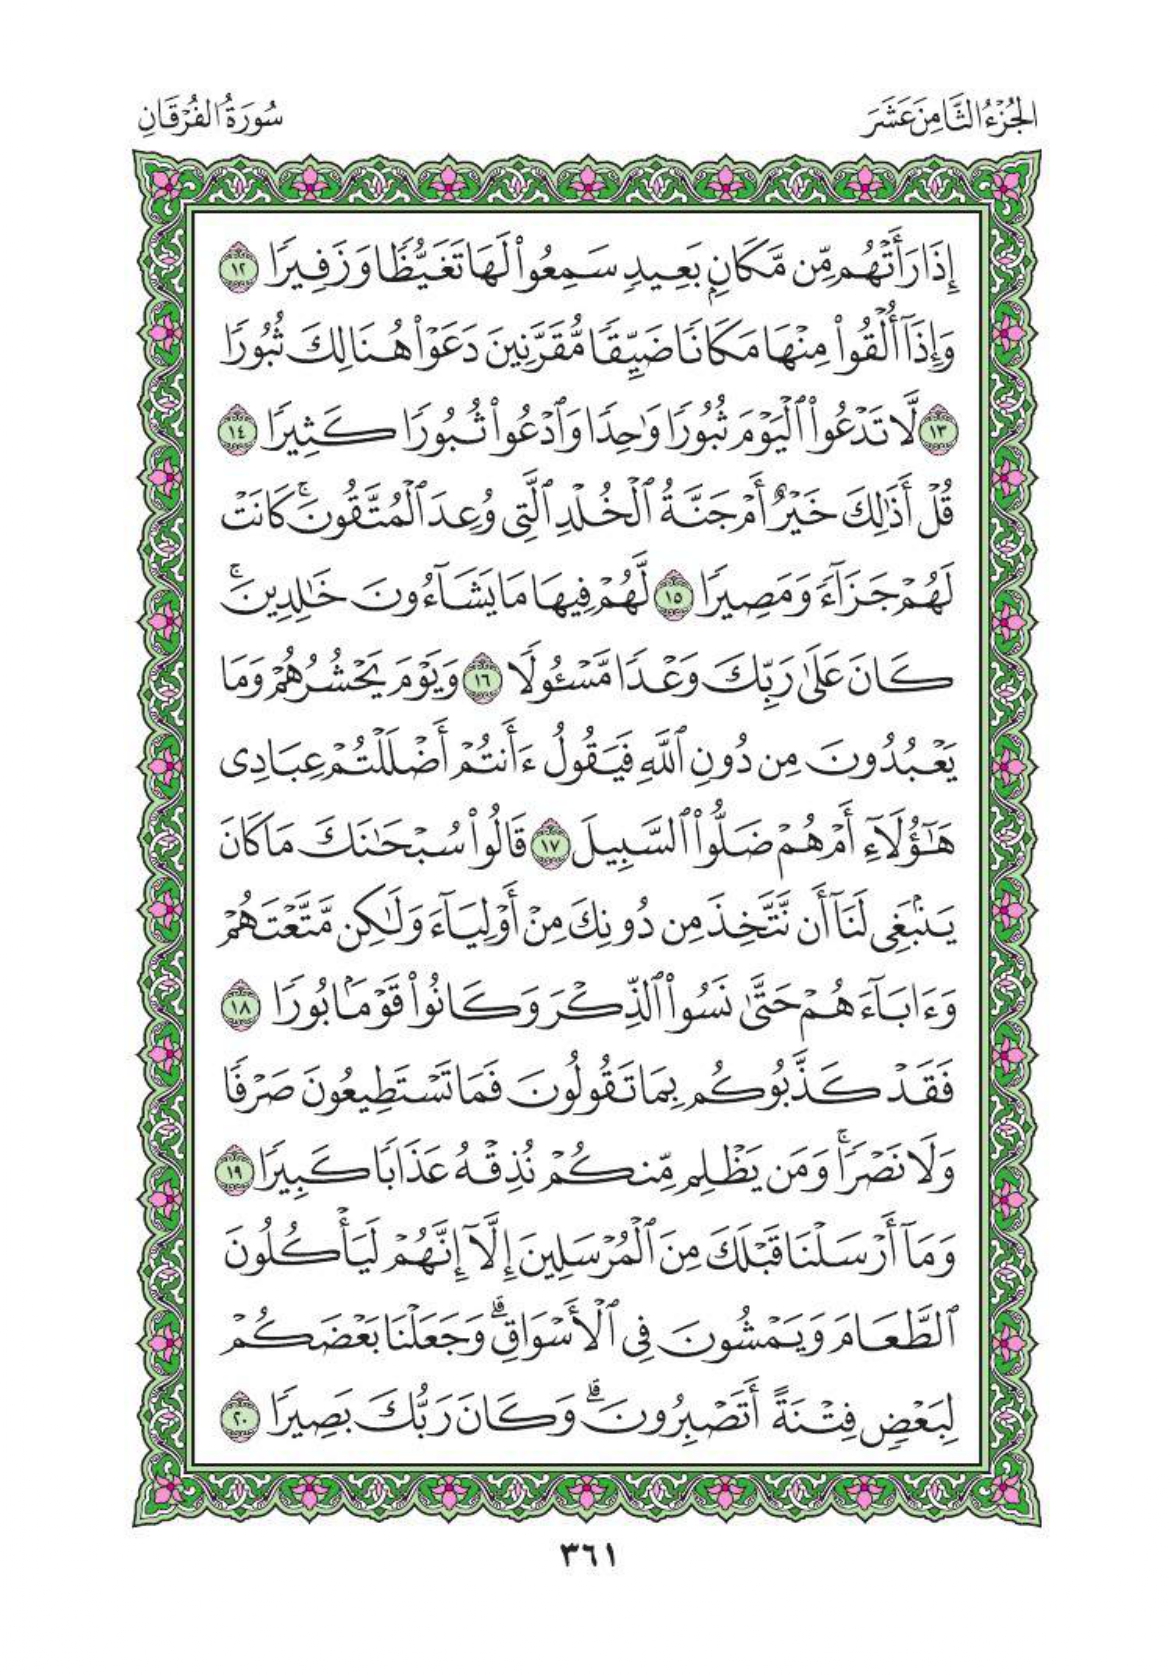 الجُزْءُ الثَّامِنَ عَشَرَ
سُورَةُ الفُرْقَانِ
إِذَا رَأَتْهُم مِّن مَّكَانٍۭ بَعِيدٍ سَمِعُوا۟ لَهَا تَغَيُّظًا وَزَفِيرًا ١٢
وَإِذَآ أُلْقُوا۟ مِنْهَا مَكَانًا ضَيِّقًا مُّقَرَّنِينَ دَعَوْا۟ هُنَالِكَ ثُبُورًا
١٣ لَّا تَدْعُوا۟ ٱلْيَوْمَ ثُبُورًا وَٰحِدًا وَٱدْعُوا۟ ثُبُورًا كَثِيرًا ١٤
قُلْ أَذَٰلِكَ خَيْرٌ أَمْ جَنَّةُ ٱلْخُلْدِ ٱلَّتِى وُعِدَ ٱلْمُتَّقُونَ ۚ كَانَتْ
لَهُمْ جَزَآءً وَمَصِيرًا ١٥ لَّهُمْ فِيهَا مَا يَشَآءُونَ خَٰلِدِينَ ۚ
كَانَ عَلَىٰ رَبِّكَ وَعْدًا مَّسْـُٔولًا ١٦ وَيَوْمَ يَحْشُرُهُمْ وَمَا
يَعْبُدُونَ مِن دُونِ ٱللَّهِ فَيَقُولُ ءَأَنتُمْ أَضْلَلْتُمْ عِبَادِى
هَٰٓؤُلَآءِ أَمْ هُمْ ضَلُّوا۟ ٱلسَّبِيلَ ١٧ قَالُوا۟ سُبْحَٰنَكَ مَا كَانَ
يَنۢبَغِى لَنَآ أَن نَّتَّخِذَ مِن دُونِكَ مِنْ أَوْلِيَآءَ وَلَٰكِن مَّتَّعْتَهُمْ
وَءَابَآءَهُمْ حَتَّىٰ نَسُوا۟ ٱلذِّكْرَ وَكَانُوا۟ قَوْمًۢا بُورًا ١٨
فَقَدْ كَذَّبُوكُم بِمَا تَقُولُونَ فَمَا تَسْتَطِيعُونَ صَرْفًا
وَلَا نَصْرًا ۚ وَمَن يَظْلِم مِّنكُمْ نُذِقْهُ عَذَابًا كَبِيرًا ١٩
وَمَآ أَرْسَلْنَا قَبْلَكَ مِنَ ٱلْمُرْسَلِينَ إِلَّآ إِنَّهُمْ لَيَأْكُلُونَ
ٱلطَّعَامَ وَيَمْشُونَ فِى ٱلْأَسْوَاقِ ۗ وَجَعَلْنَا بَعْضَكُمْ
لِبَعْضٍ فِتْنَةً أَتَصْبِرُونَ ۗ وَكَانَ رَبُّكَ بَصِيرًا ٢٠
٣٦١